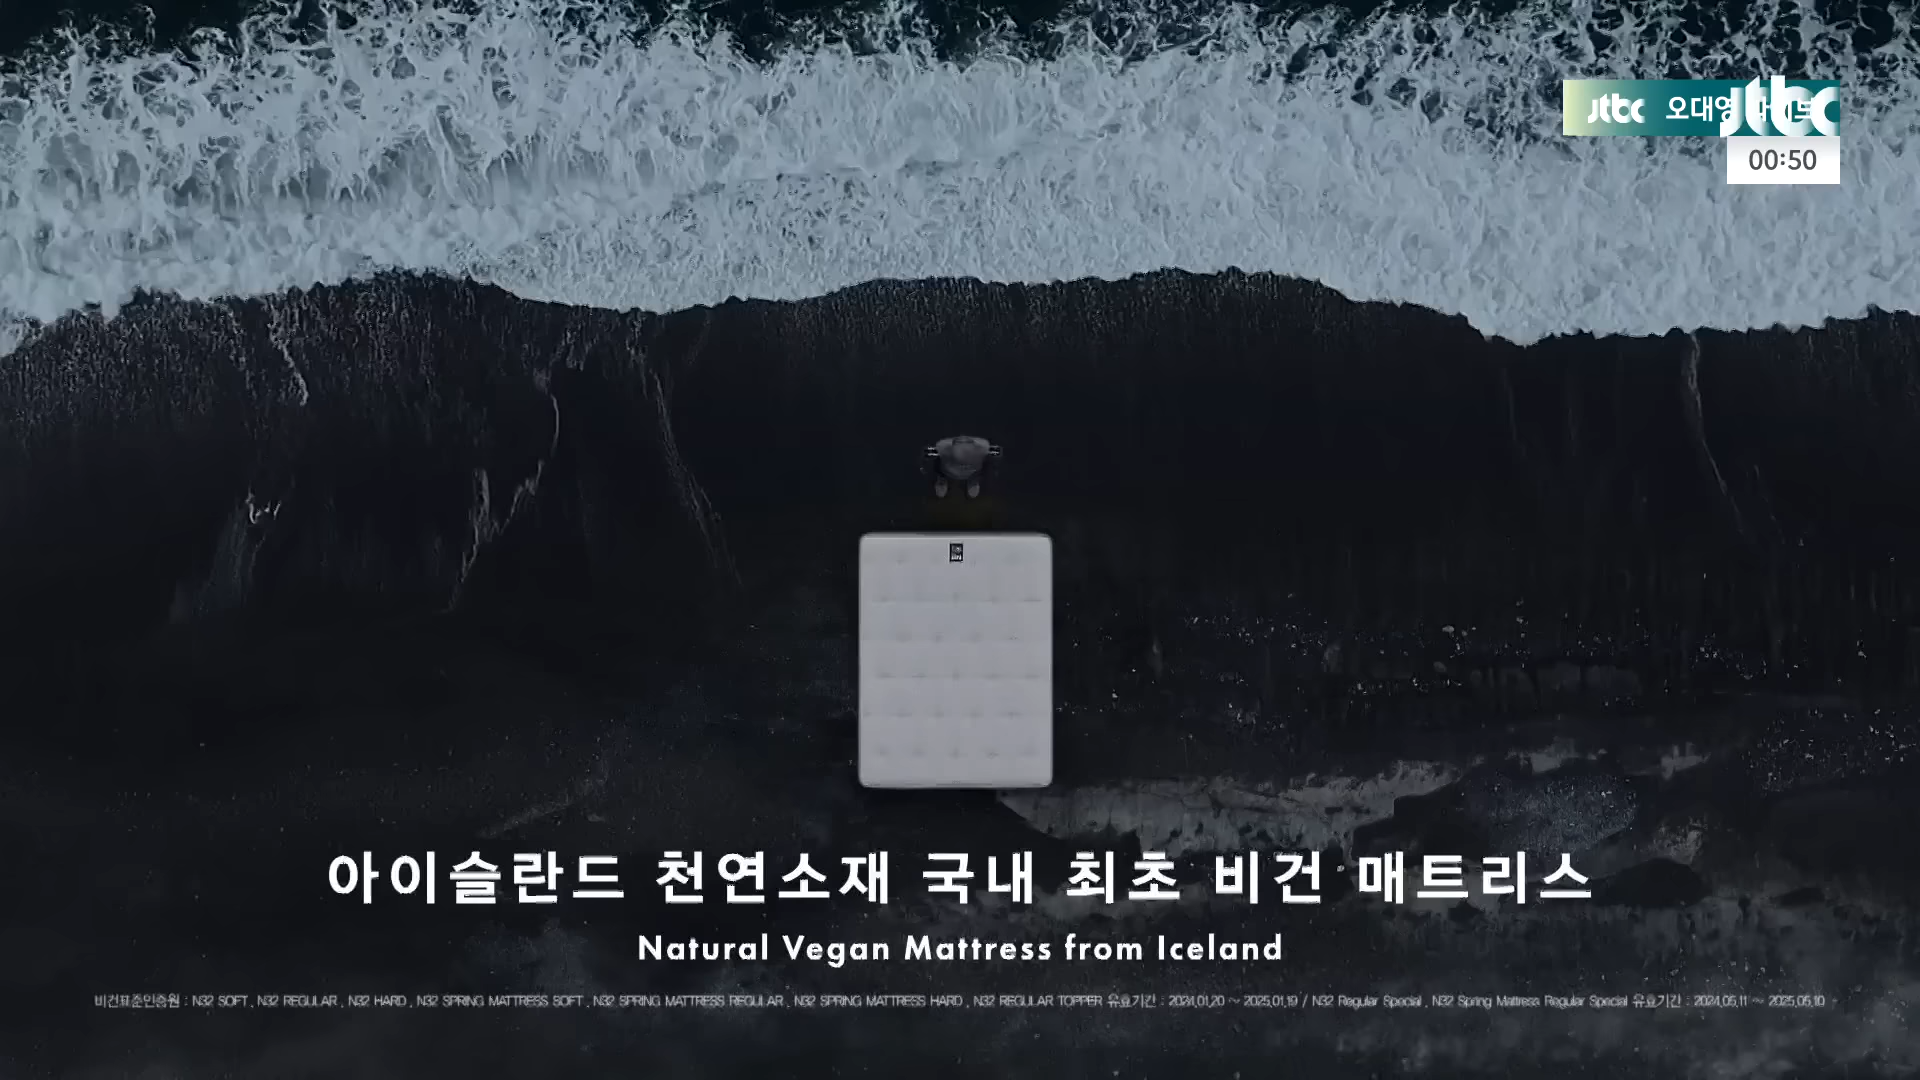 jtbc 오대영
jtbc
00:50
아이슬란드 천연소재 국내 최초 비건 매트리스
Natural Vegan Mattress from Iceland
비건표준인증원 : N32 SOFT , N32 REGULAR , N32 HARD , N32 SPRING MATTRESS SOFT , N32 SPRING MATTRESS REGULAR , N32 SPRING MATTRESS HARD , N32 REGULAR TOPPER 유효기간 : 2024.01.20 ~ 2025.01.19 / N32 Regular Special , N32 Spring Mattress Regular Special 유효기간 : 2024.05.11 ~ 2025.05.10